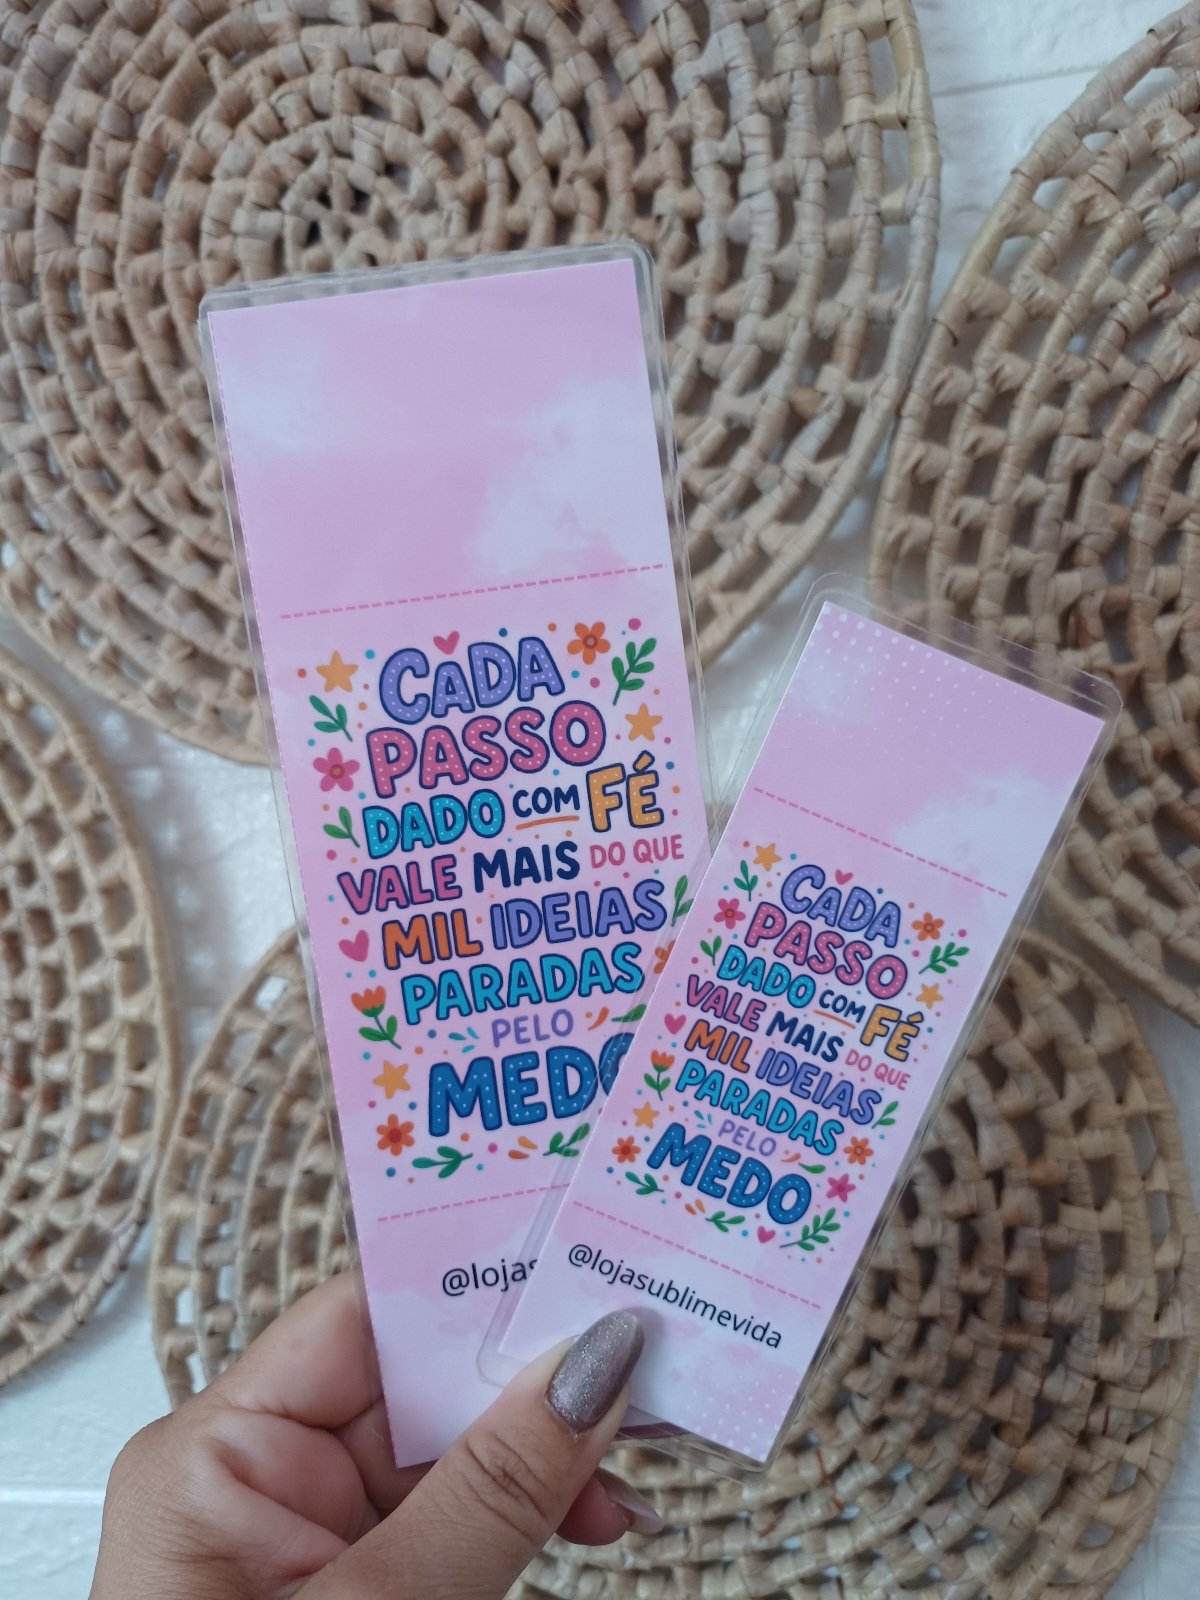 CADA
PASSO
DADO COM FÉ
VALE MAIS DO QUE
MIL IDEIAS
PARADAS
PELO
MEDO
@lojas
CADA
PASSO
DADO COM FÉ
VALE MAIS DO QUE
MIL IDEIAS
PARADAS
PELO
MEDO
@lojasublimevida